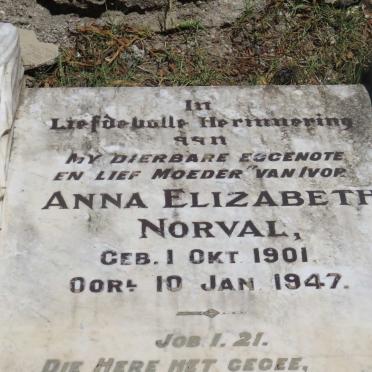 In
Liefdevolle Herinnering
aan
MY DIERBARE EGGENOTE
EN LIEF MOEDER VAN IVOR.
ANNA ELIZABETH
NORVAL,
GEB. 1 OKT 1901.
OORL. 10 JAN 1947.
JOB 1. 21.
DIE HERE HET GEGEE,